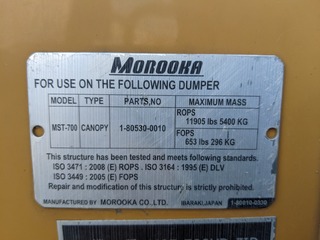 MOROOKA
FOR USE ON THE FOLLOWING DUMPER
MODEL TYPE PARTS,NO MAXIMUM MASS
MST-700 CANOPY 1-80530-0010
ROPS
11905 lbs 5400 KG
FOPS
653 lbs 296 KG
This structure has been tested and meets following standards.
ISO 3471 : 2008 (E) ROPS . ISO 3164 : 1995 (E) DLV
ISO 3449 : 2005 (E) FOPS
Repair and modification of this structure is strictly prohibited.
MANUFACTURED BY MOROOKA CO.,LTD. IBARAKI,JAPAN